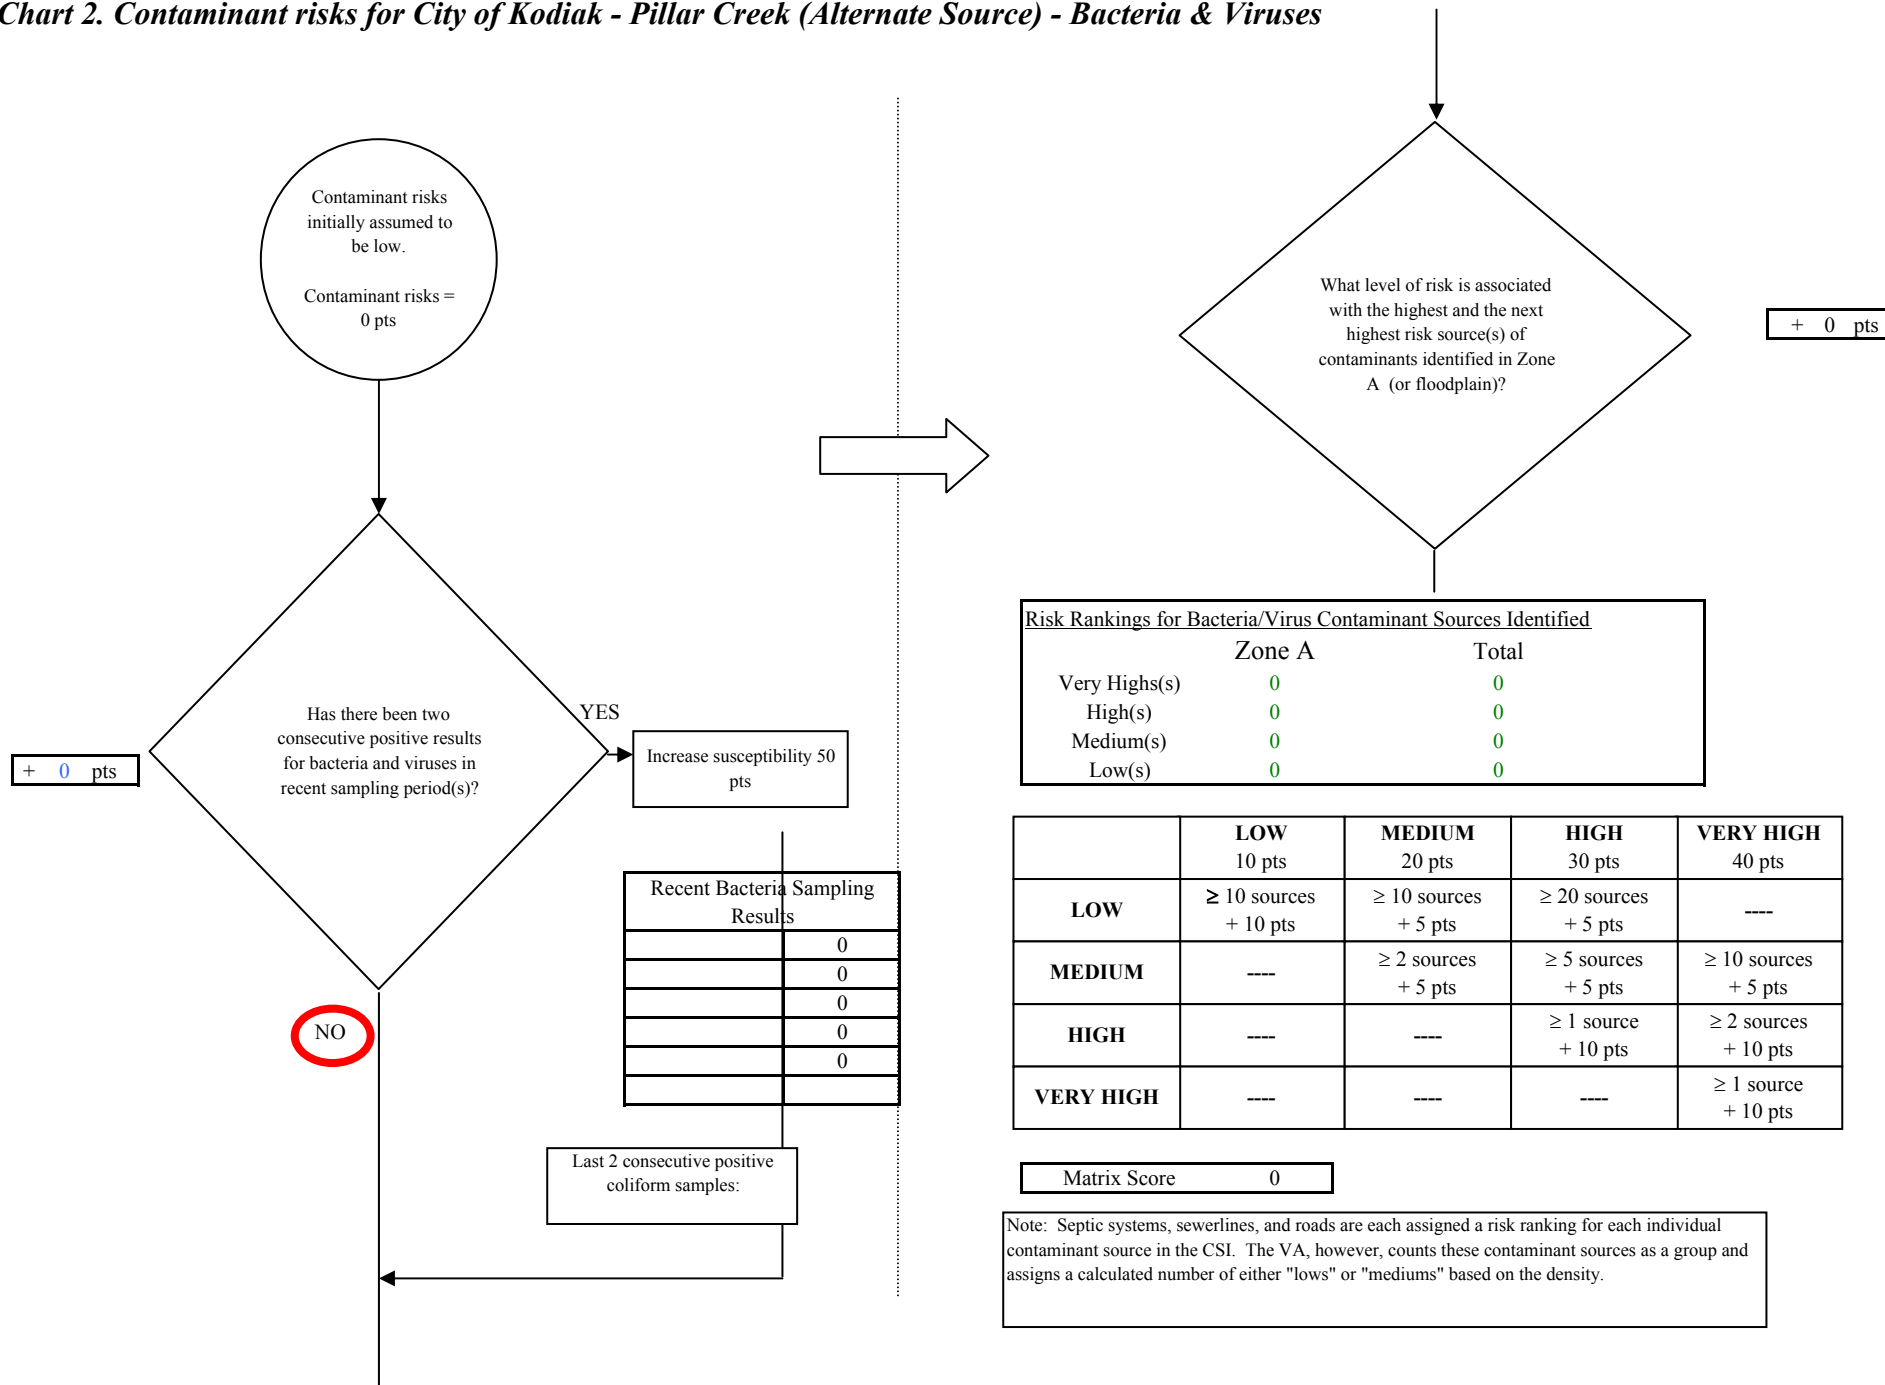 Chart 2. Contaminant risks for City of Kodiak - Pillar Creek (Alternate Source) - Bacteria & Viruses
Contaminant risks
initially assumed to
be low.
Contaminant risks =
0 pts
Has there been two
consecutive positive results
for bacteria and viruses in
recent sampling period(s)?
+ 0 pts
YES
Increase susceptibility 50
pts
Recent Bacteria Sampling
Results
0
0
0
0
0
NO
Last 2 consecutive positive
coliform samples:
What level of risk is associated
with the highest and the next
highest risk source(s) of
contaminants identified in Zone
A (or floodplain)?
+ 0 pts
Risk Rankings for Bacteria/Virus Contaminant Sources Identified
Zone A Total
Very Highs(s) 0 0
High(s) 0 0
Medium(s) 0 0
Low(s) 0 0
LOW MEDIUM HIGH VERY HIGH
10 pts 20 pts 30 pts 40 pts
LOW ≥ 10 sources ≥ 10 sources ≥ 20 sources ----
+ 10 pts + 5 pts + 5 pts
MEDIUM ---- ≥ 2 sources ≥ 5 sources ≥ 10 sources
+ 5 pts + 5 pts + 5 pts
HIGH ---- ---- ≥ 1 source ≥ 2 sources
+ 10 pts + 10 pts
VERY HIGH ---- ---- ---- ≥ 1 source
+ 10 pts
Matrix Score 0
Note: Septic systems, sewerlines, and roads are each assigned a risk ranking for each individual
contaminant source in the CSI. The VA, however, counts these contaminant sources as a group and
assigns a calculated number of either "lows" or "mediums" based on the density.